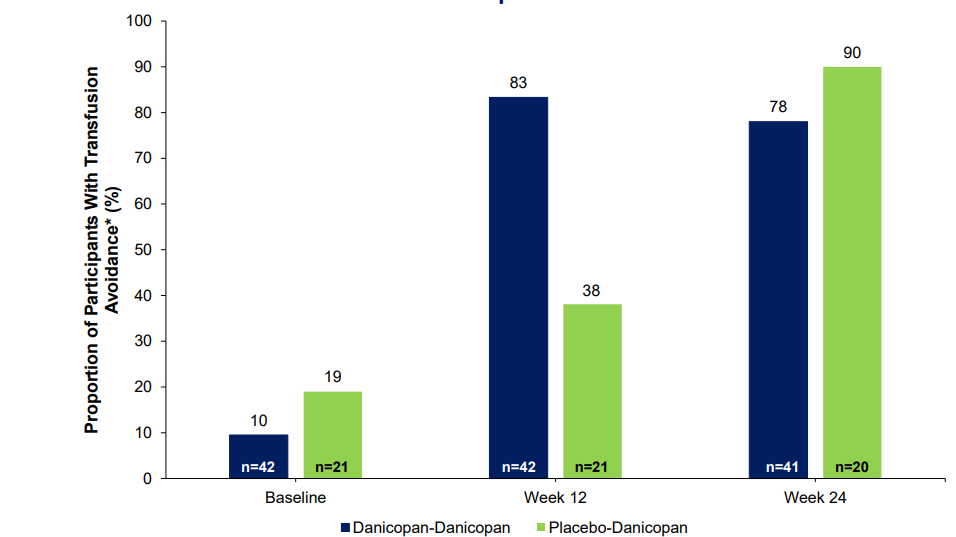 Proportion of Participants With Transfusion
Avoidance* (%)
100
90
80
70
60
50
40
30
20
10
0
10
19
83
38
78
90
n=42
n=21
n=42
n=21
n=41
n=20
Baseline
Week 12
Week 24
Danicopan-Danicopan
Placebo-Danicopan